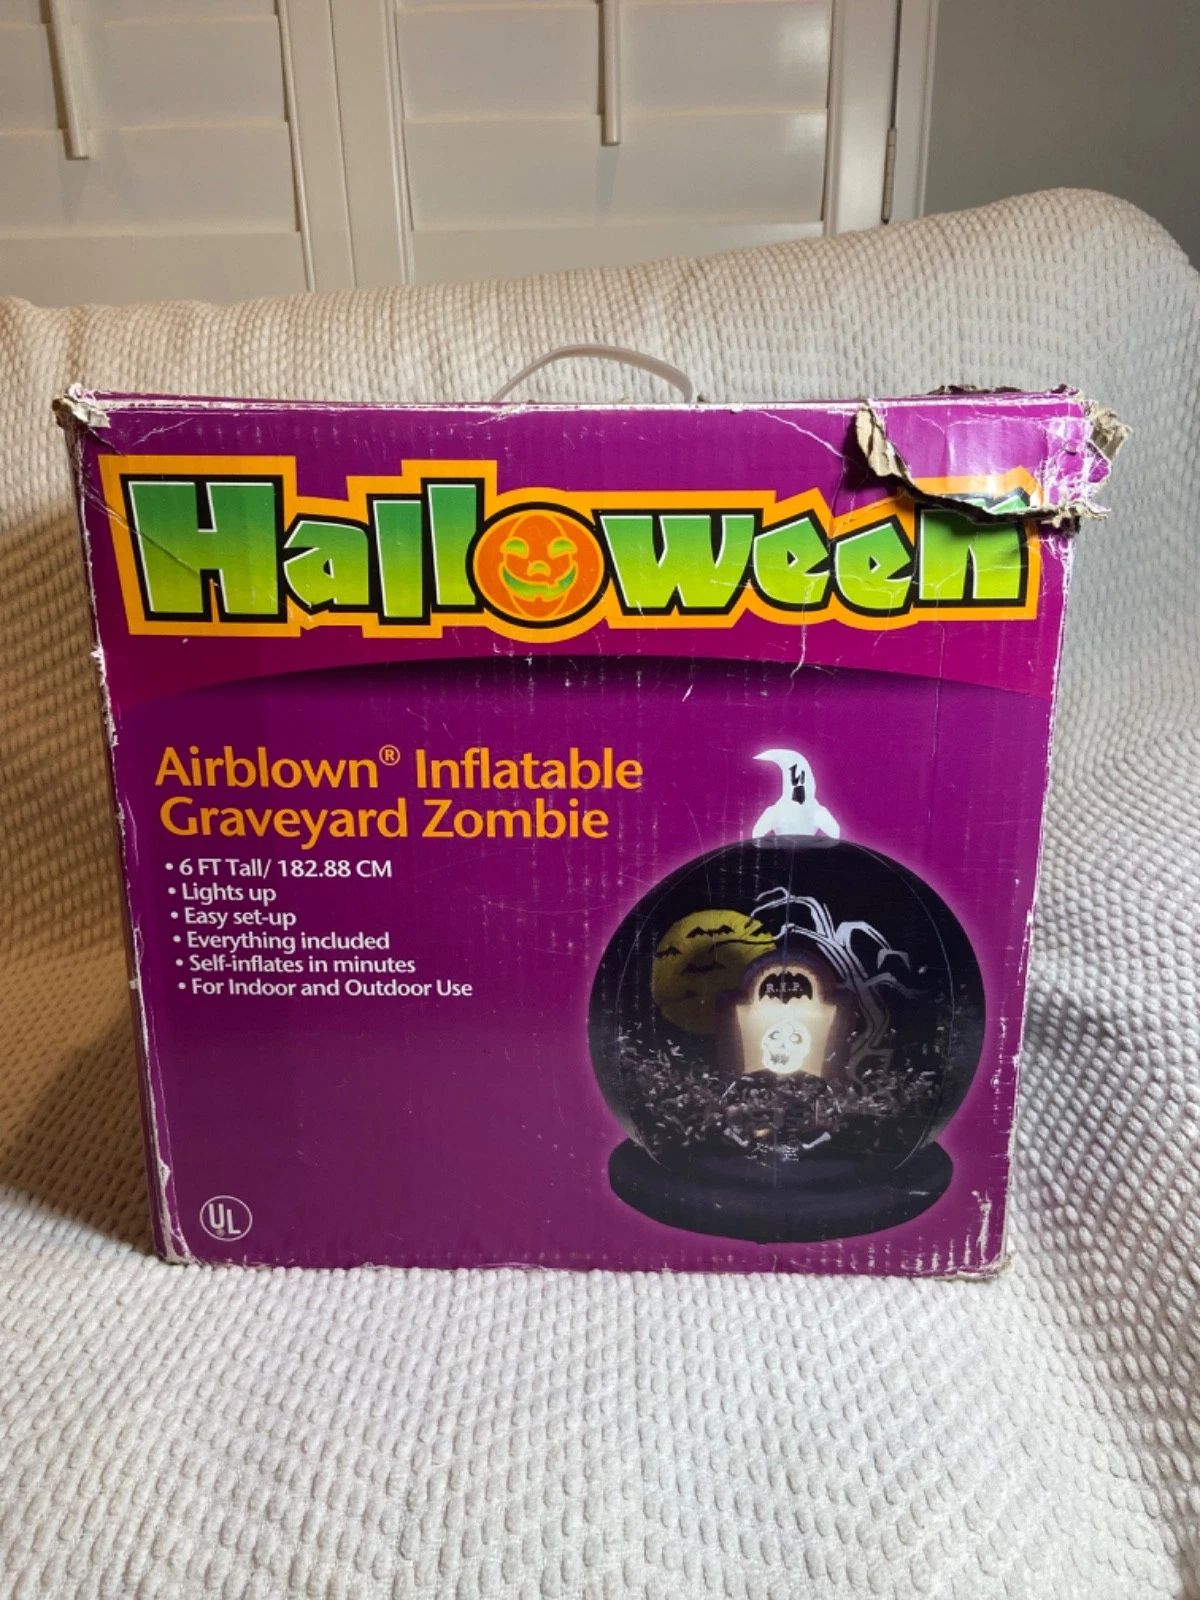 Halloween
Airblown® Inflatable
Graveyard Zombie
• 6 FT Tall/ 182.88 CM
• Lights up
• Easy set-up
• Everything included
• Self-inflates in minutes
• For Indoor and Outdoor Use
R.I.P.
UL